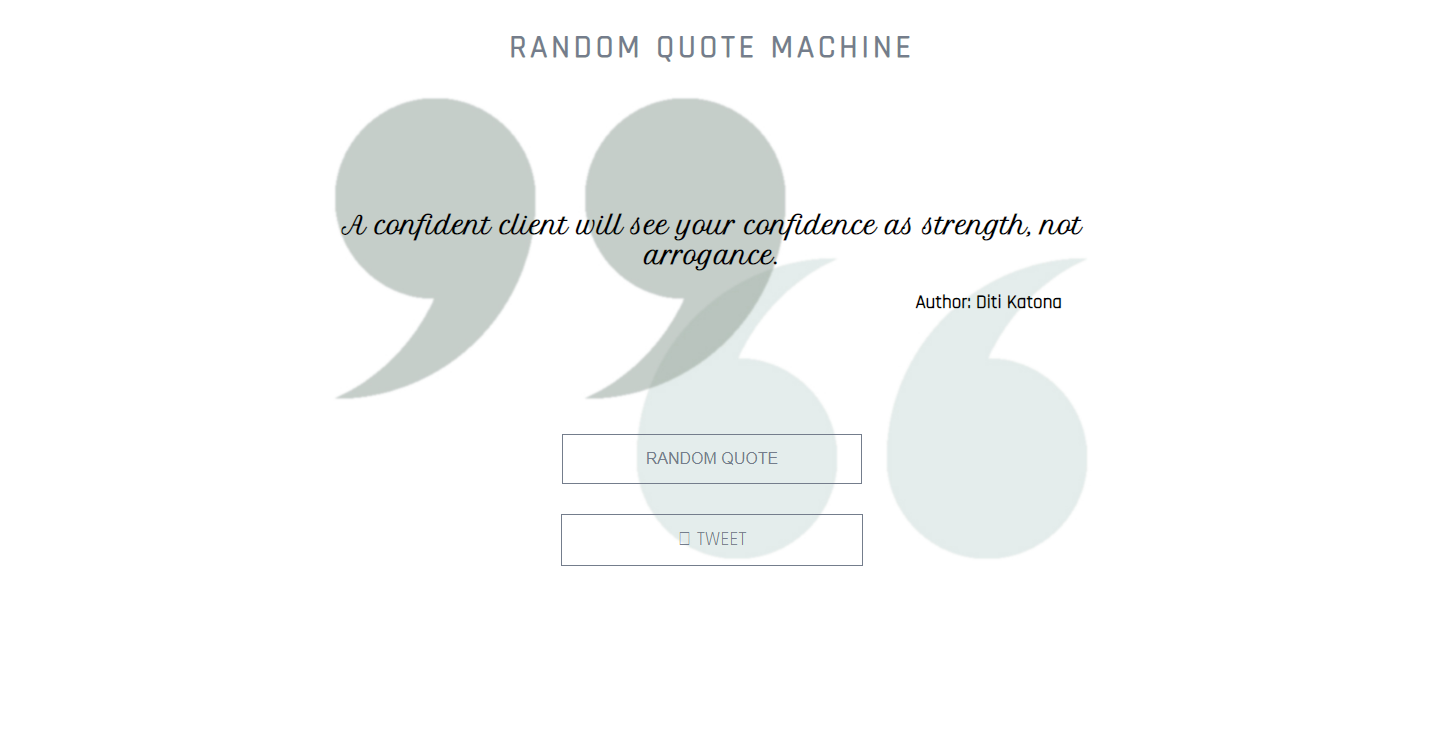 RANDOM QUOTE MACHINE
A confident client will see your confidence as strength, not
arrogance.
Author: Diti Katona
RANDOM QUOTE
TWEET